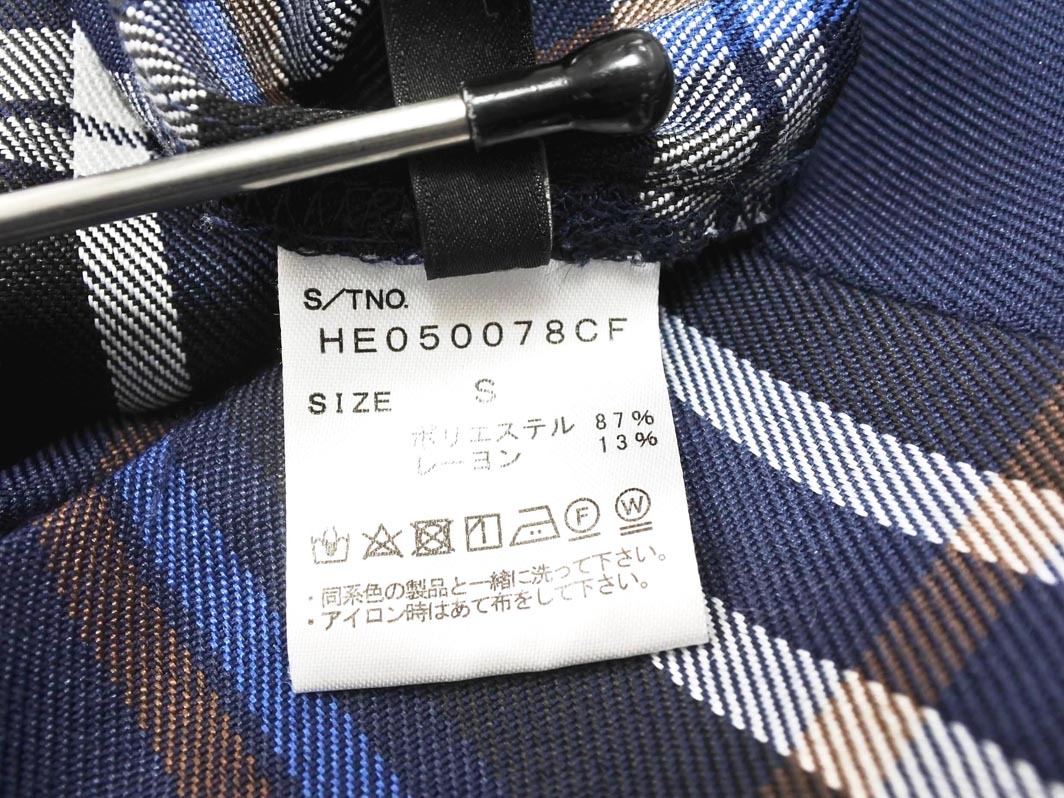 S/TNO.
HE050078CF
SIZE S
ポリエステル 87%
レーヨン 13%
F W
・同系色の製品と一緒に洗って下さい。
・アイロン時はあて布をして下さい。